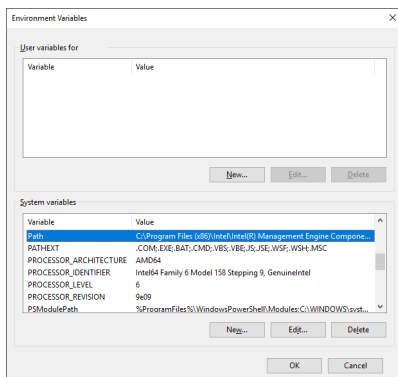 Environment Variables
User variables for
Variable Value
New... Edit... Delete
System variables
Variable Value
Path C:\Program Files (x86)\Intel\Intel(R) Management Engine Compone...
PATHEXT .COM;.EXE;.BAT;.CMD;.VBS;.VBE;.JS;.JSE;.WSF;.WSH;.MSC
PROCESSOR_ARCHITECTURE AMD64
PROCESSOR_IDENTIFIER Intel64 Family 6 Model 158 Stepping 9, GenuineIntel
PROCESSOR_LEVEL 6
PROCESSOR_REVISION 9e09
PSModulePath %ProgramFiles%\WindowsPowerShell\Modules;C:\WINDOWS\syst...
New... Edit... Delete
OK Cancel